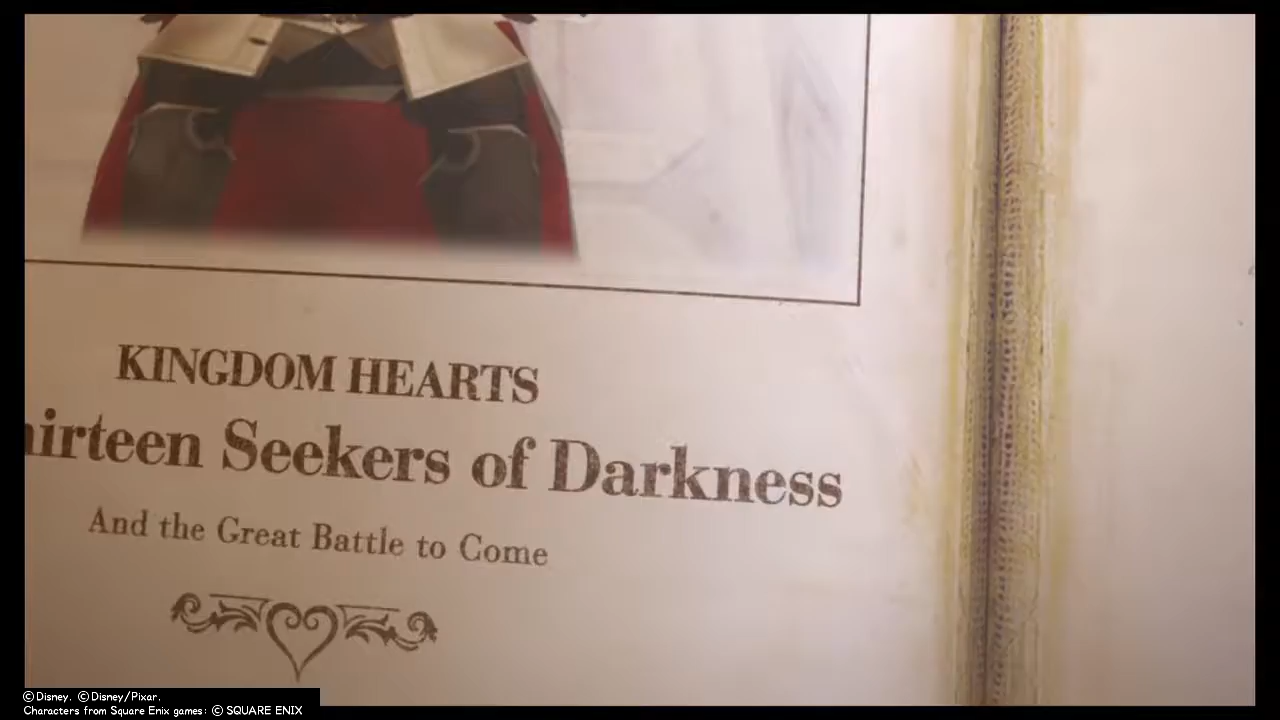 KINGDOM HEARTS
hirteen Seekers of Darkness
And the Great Battle to Come
© Disney. © Disney/Pixar.
Characters from Square Enix games: © SQUARE ENIX